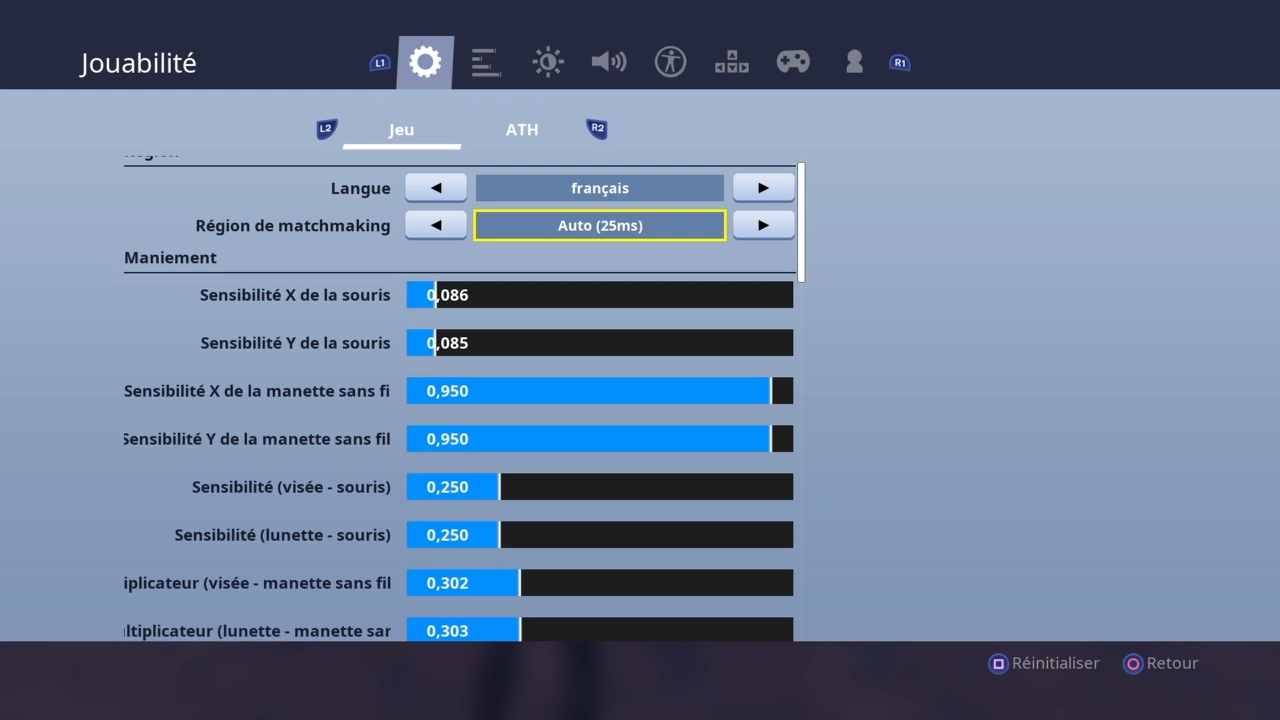 Jouabilité
L1
R1
L2
Jeu
ATH
R2
Langue
français
Région de matchmaking
Auto (25ms)
Maniement
Sensibilité X de la souris
0,086
Sensibilité Y de la souris
0,085
Sensibilité X de la manette sans fi
0,950
Sensibilité Y de la manette sans fil
0,950
Sensibilité (visée - souris)
0,250
Sensibilité (lunette - souris)
0,250
iplicateur (visée - manette sans fil
0,302
ltiplicateur (lunette - manette sar
0,303
Réinitialiser
Retour